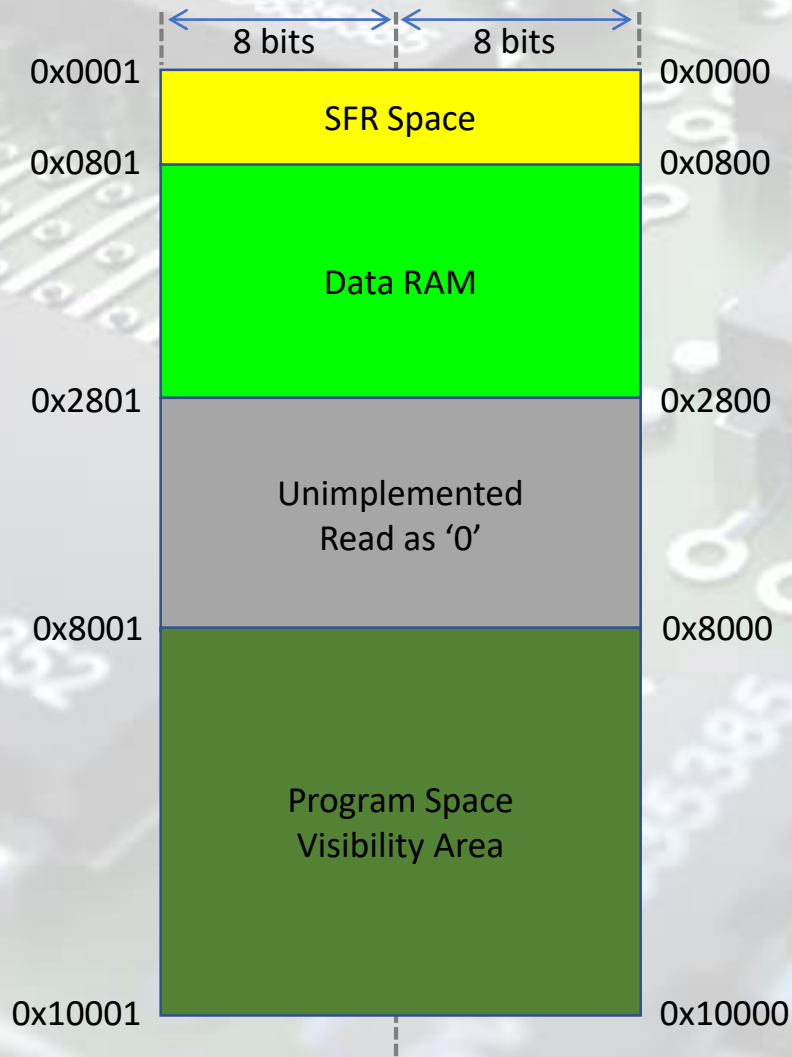 8 bits 8 bits
0x0001 0x0000
SFR Space
0x0801 0x0800
Data RAM
0x2801 0x2800
Unimplemented
Read as ‘0’
0x8001 0x8000
Program Space
Visibility Area
0x10001 0x10000